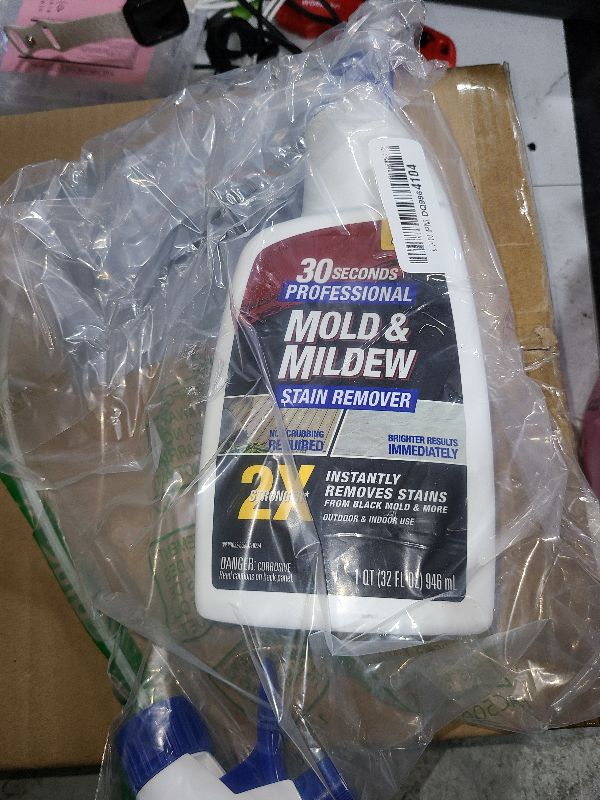 4104
30 SECONDS
PROFESSIONAL
MOLD &
MILDEW
STAIN REMOVER
NO SCRUBBING
REQUIRED
BRIGHTER RESULTS
IMMEDIATELY
2X
STRONGER*
INSTANTLY
REMOVES STAINS
FROM BLACK MOLD & MORE
OUTDOOR & INDOOR USE
DANGER: CORROSIVE
Read cautions on back panel.
1 QT (32 FL OZ) 946 mL